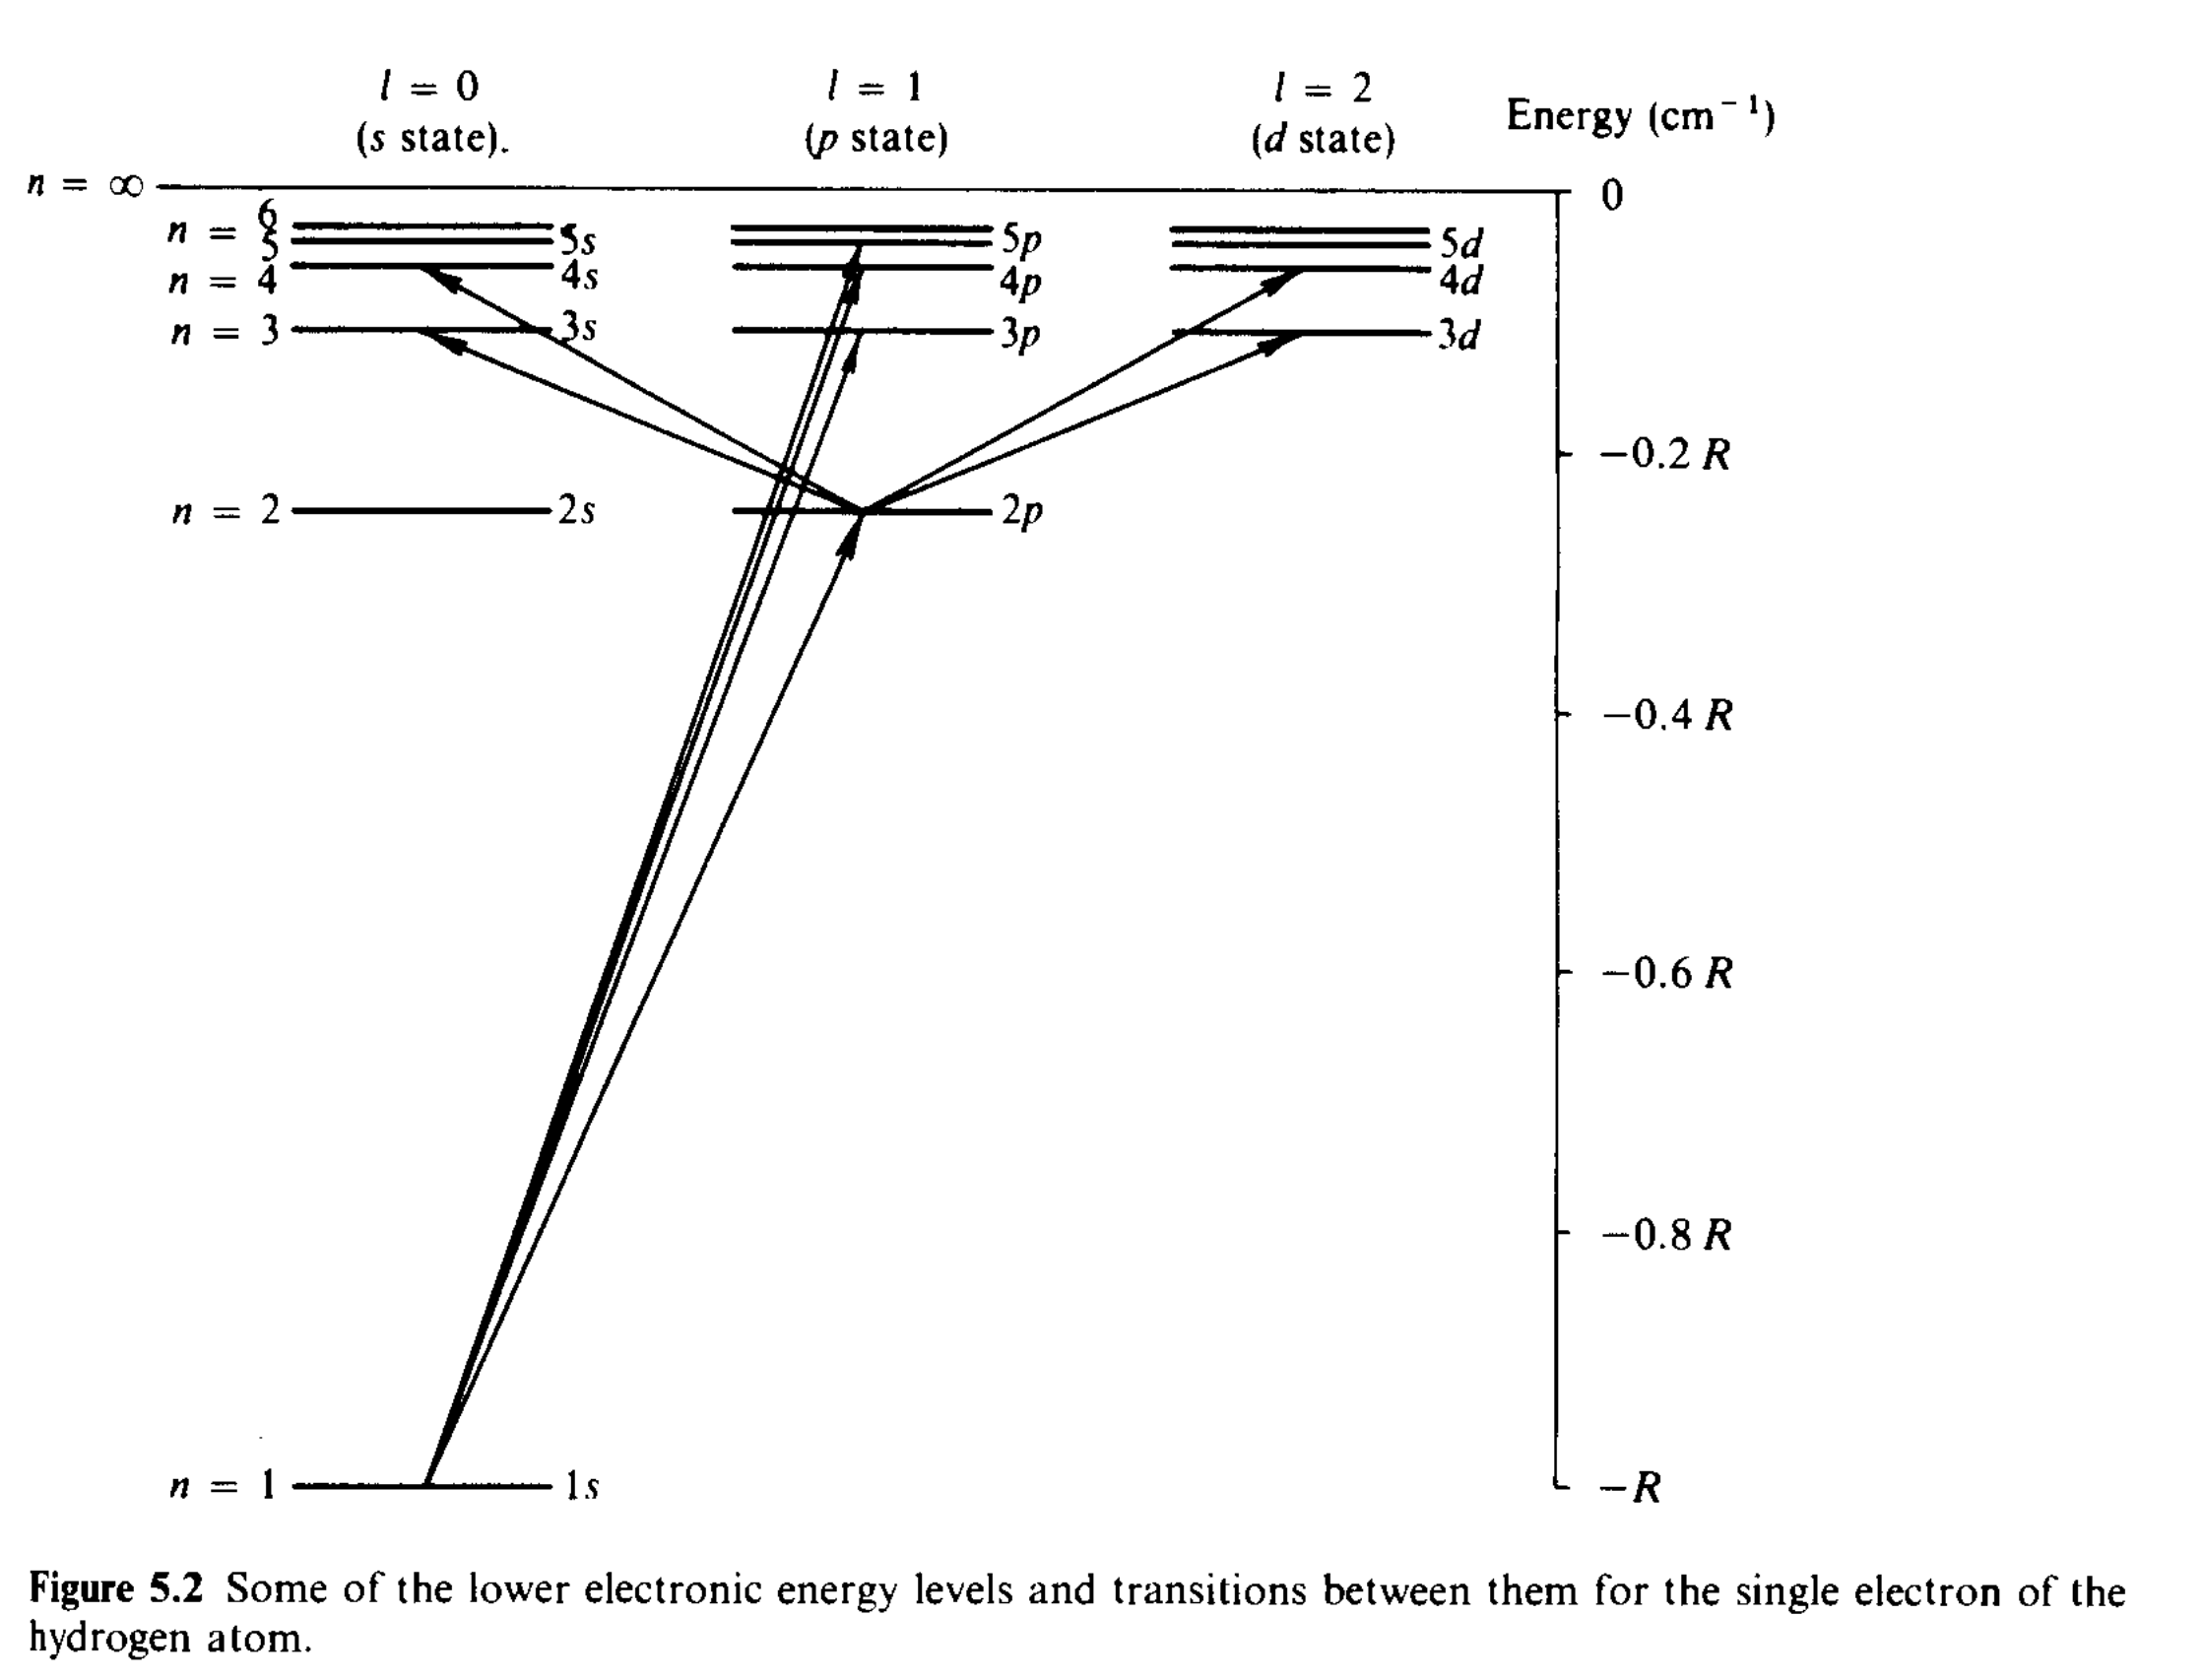 l = 0 l = 1 l = 2 Energy (cm⁻¹)
(s state). (p state) (d state)
n = ∞ 0
6
n = 5 5s 5p 5d
n = 4 4s 4p 4d
n = 3 3s 3p 3d
−0.2 R
n = 2 2s 2p
−0.4 R
−0.6 R
−0.8 R
n = 1 1s −R
Figure 5.2 Some of the lower electronic energy levels and transitions between them for the single electron of the
hydrogen atom.